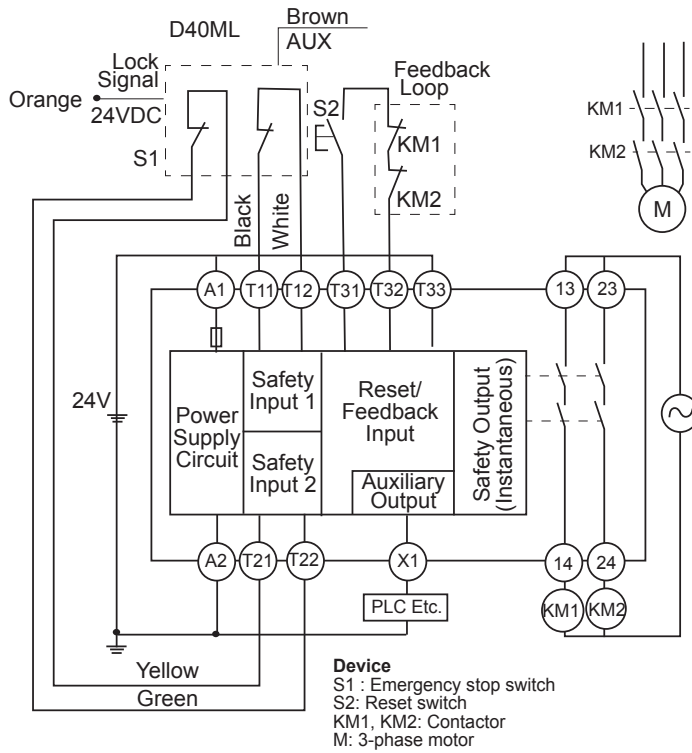 Brown
D40ML
AUX
Lock
Signal
Feedback
Loop
Orange
24VDC
S2
KM1
S1
KM1
KM2
KM2
M
Black
White
A1
T11
T12
T31
T32
T33
13
23
24V
Power
Supply
Circuit
Safety
Input 1
Safety
Input 2
Reset/
Feedback
Input
Auxiliary
Output
Safety Output
(Instantaneous)
A2
T21
T22
X1
14
24
PLC Etc.
KM1
KM2
Yellow
Green
Device
S1 : Emergency stop switch
S2: Reset switch
KM1, KM2: Contactor
M: 3-phase motor